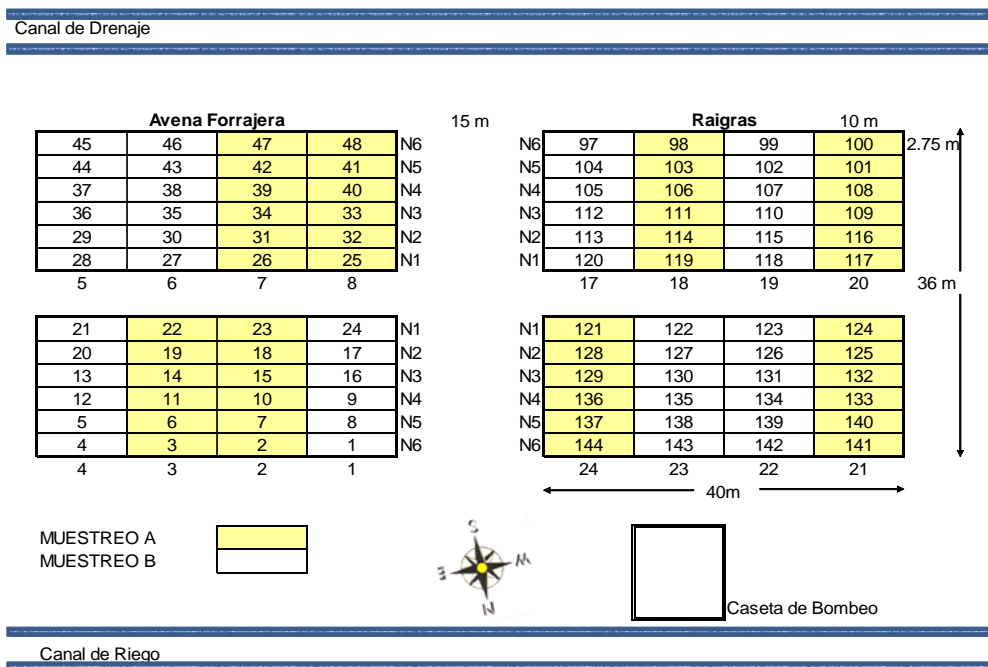 Canal de Drenaje
Avena Forrajera 15 m Raigras 10 m
45 46 47 48 N6 N6 97 98 99 100 2.75 m
44 43 42 41 N5 N5 104 103 102 101
37 38 39 40 N4 N4 105 106 107 108
36 35 34 33 N3 N3 112 111 110 109
29 30 31 32 N2 N2 113 114 115 116
28 27 26 25 N1 N1 120 119 118 117
5 6 7 8 17 18 19 20 36 m
21 22 23 24 N1 N1 121 122 123 124
20 19 18 17 N2 N2 128 127 126 125
13 14 15 16 N3 N3 129 130 131 132
12 11 10 9 N4 N4 136 135 134 133
5 6 7 8 N5 N5 137 138 139 140
4 3 2 1 N6 N6 144 143 142 141
4 3 2 1 24 23 22 21
40m
MUESTREO A
MUESTREO B
S
E
N
Caseta de Bombeo
Canal de Riego